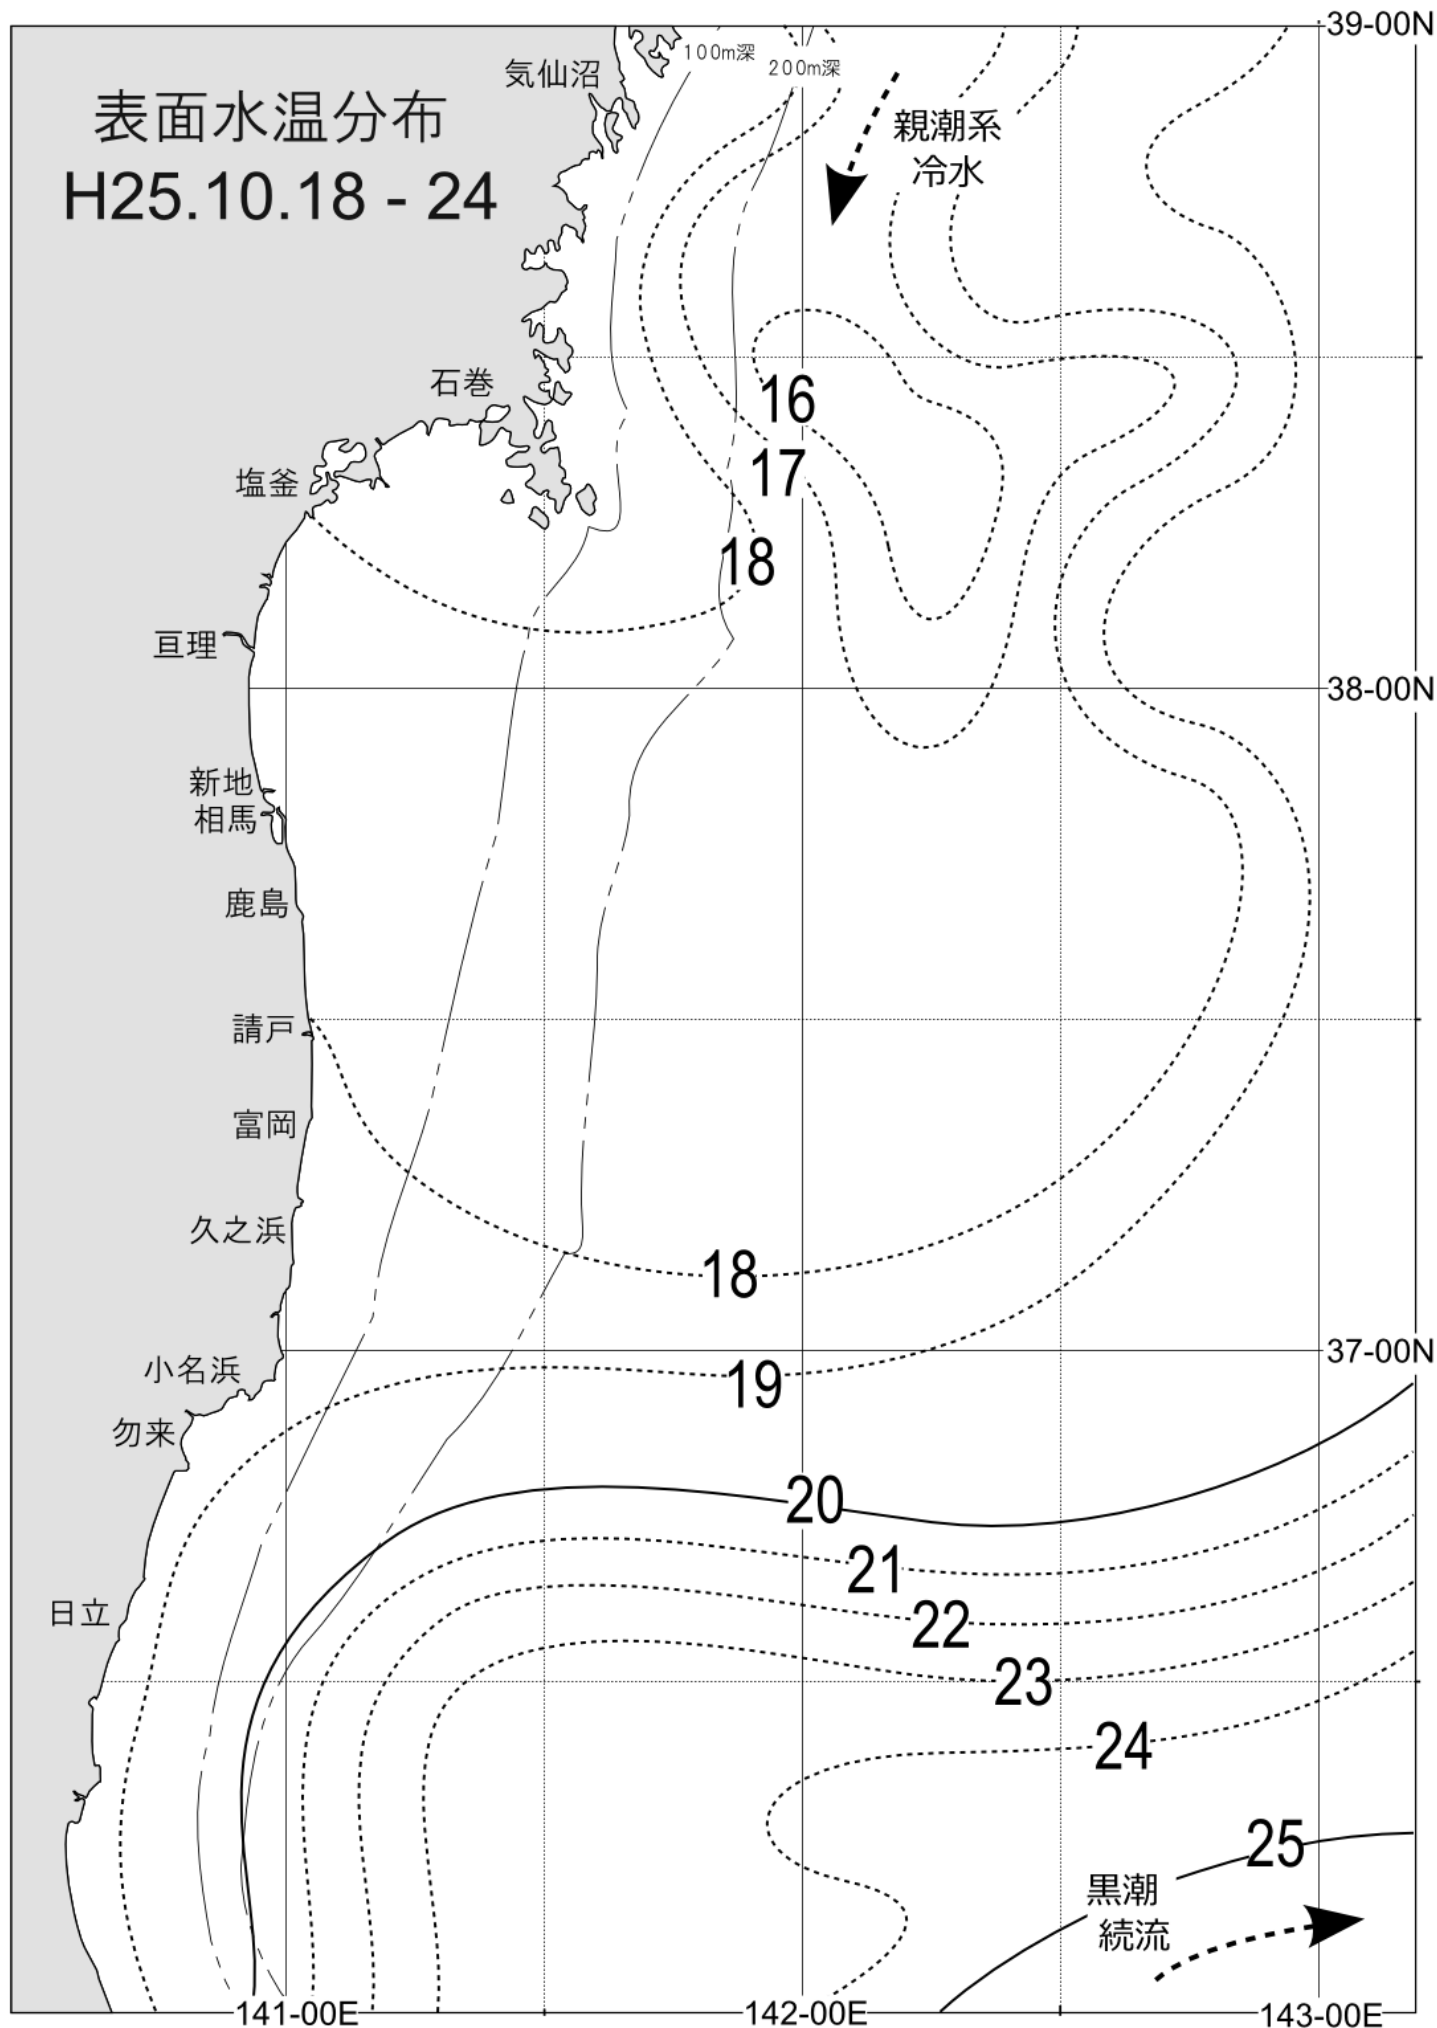 39-00N
100m深
200m深
気仙沼
表面水温分布
H25.10.18 - 24
親潮系
冷水
石巻
16
17
塩釜
18
亘理
38-00N
新地
相馬
鹿島
請戸
富岡
久之浜
18
37-00N
小名浜
19
勿来
20
21
日立
22
23
24
25
黒潮
続流
141-00E
142-00E
143-00E